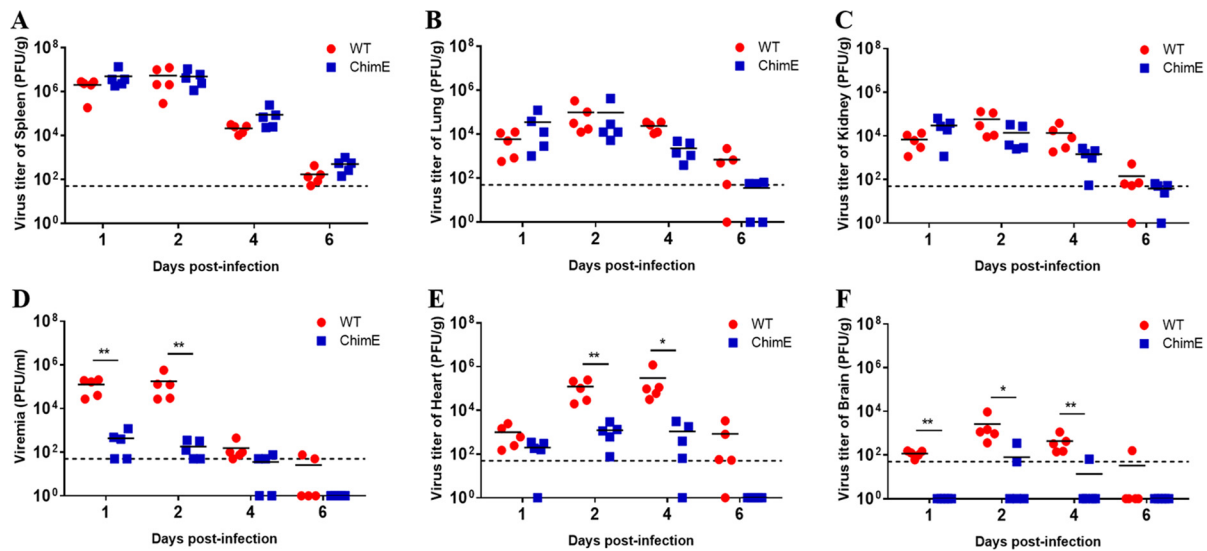 A
Virus titer of Spleen (PFU/g)
10^8
10^6
10^4
10^2
10^0
WT
ChimE
1 2 4 6
Days post-infection
B
Virus titer of Lung (PFU/g)
10^8
10^6
10^4
10^2
10^0
WT
ChimE
1 2 4 6
Days post-infection
C
Virus titer of Kidney (PFU/g)
10^8
10^6
10^4
10^2
10^0
WT
ChimE
1 2 4 6
Days post-infection
D
Viremia (PFU/ml)
10^8
10^6
10^4
10^2
10^0
WT
ChimE
** **
1 2 4 6
Days post-infection
E
Virus titer of Heart (PFU/g)
10^8
10^6
10^4
10^2
10^0
WT
ChimE
** *
1 2 4 6
Days post-infection
F
Virus titer of Brain (PFU/g)
10^8
10^6
10^4
10^2
10^0
WT
ChimE
** * **
1 2 4 6
Days post-infection